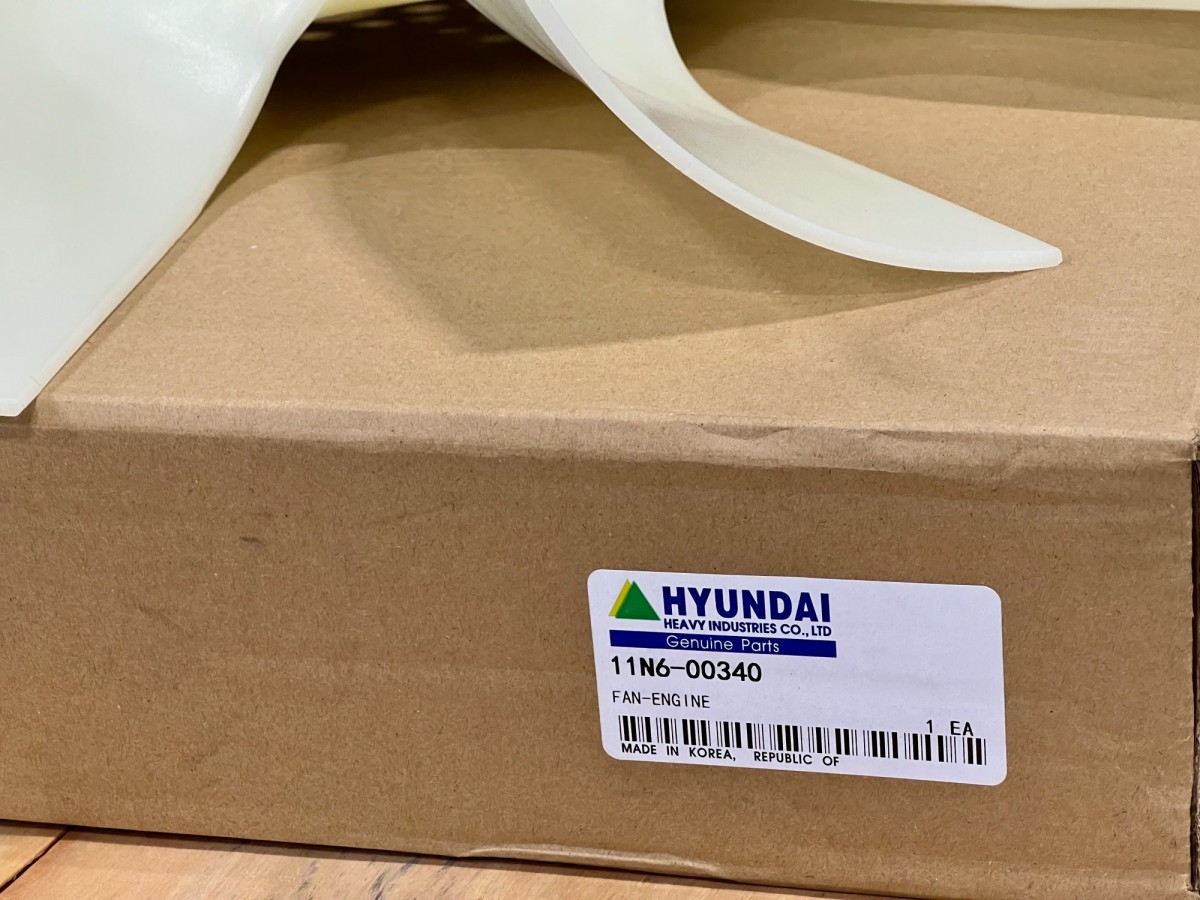 HYUNDAI
HEAVY INDUSTRIES CO., LTD
Genuine Parts
11N6-00340
FAN-ENGINE
1 EA
MADE IN KOREA, REPUBLIC OF